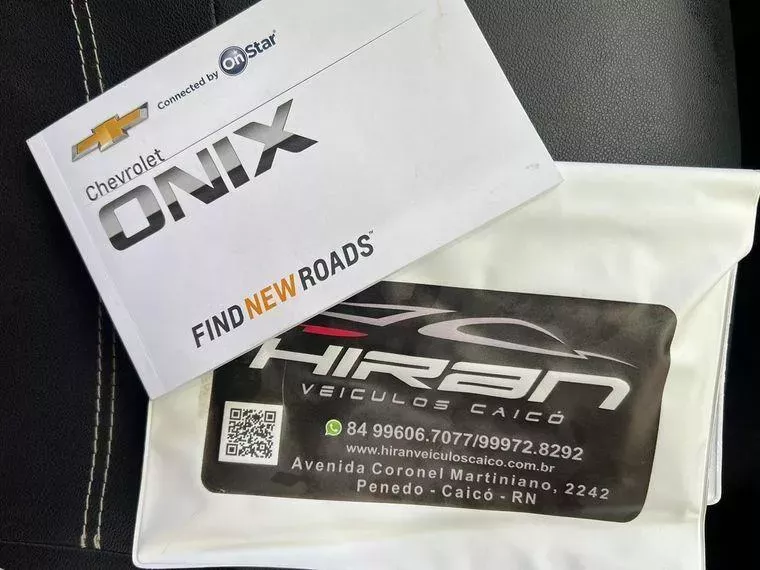 Connected by OnStar
Chevrolet
ONIX
FIND NEW ROADS™
HIRAN
VEICULOS CAICÓ
84 99606.7077/99972.8292
www.hiranveiculoscaico.com.br
Avenida Coronel Martiniano, 2242
Penedo - Caicó - RN